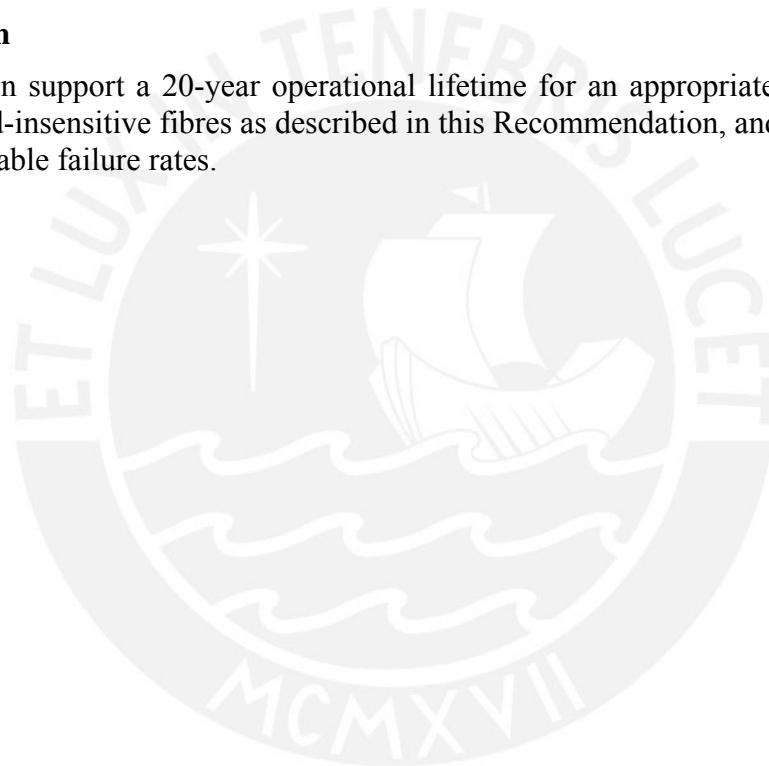 n
n support a 20-year operational lifetime for an appropriate
d-insensitive fibres as described in this Recommendation, and
able failure rates.
ET LUX IN TENEBRIS LUCET
MCMXVII